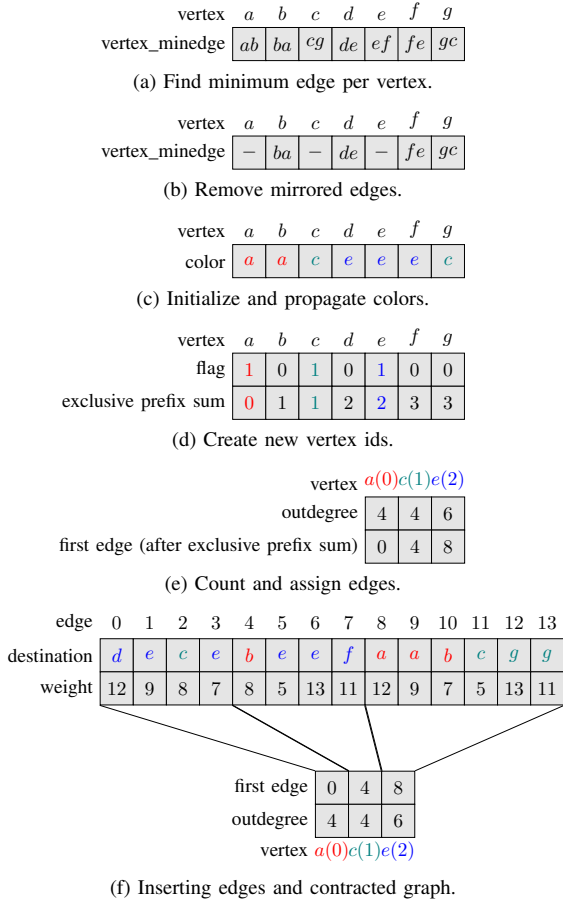 vertex a b c d e f g
vertex_minedge ab ba cg de ef fe gc
(a) Find minimum edge per vertex.
vertex a b c d e f g
vertex_minedge − ba − de − fe gc
(b) Remove mirrored edges.
vertex a b c d e f g
color a a c e e e c
(c) Initialize and propagate colors.
vertex a b c d e f g
flag 1 0 1 0 1 0 0
exclusive prefix sum 0 1 1 2 2 3 3
(d) Create new vertex ids.
vertex a(0)c(1)e(2)
outdegree 4 4 6
first edge (after exclusive prefix sum) 0 4 8
(e) Count and assign edges.
edge 0 1 2 3 4 5 6 7 8 9 10 11 12 13
destination d e c e b e e f a a b c g g
weight 12 9 8 7 8 5 13 11 12 9 7 5 13 11
first edge 0 4 8
outdegree 4 4 6
vertex a(0)c(1)e(2)
(f) Inserting edges and contracted graph.